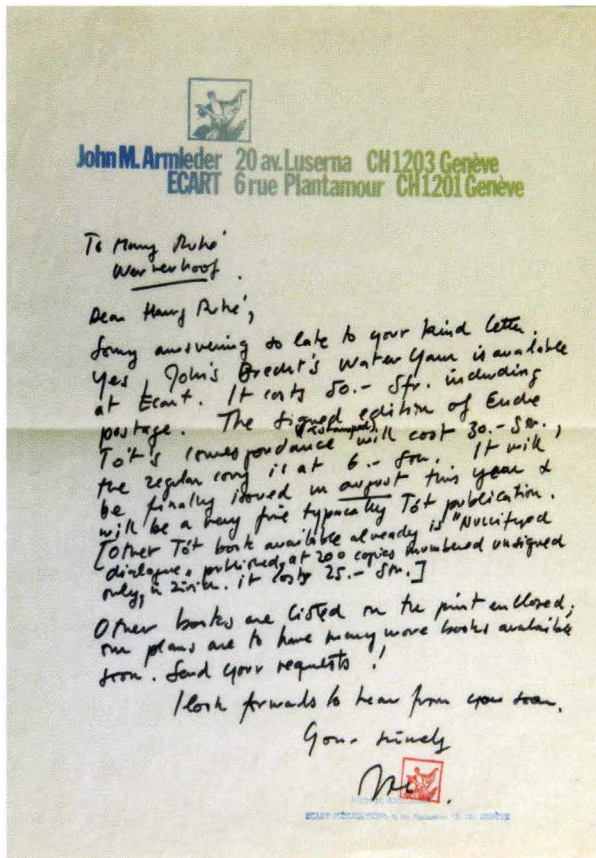 John M. Armleder 20 av. Luserna CH1203 Genève
ECART 6 rue Plantamour CH1201 Genève
To Harry Ruhé
Dear Harry Ruhé,
Sorry answering so late to your kind letter.
Yes, John's Brecht's Water Yam is available
at Ecart. It costs 50.- Sfr. including
postage. The signed edition of Endre
(& stamped)
Tót's correspondance will cost 30.- Sfr.,
the regular copy is at 6.- Sfr. It will
be finally issued in august this year &
will be a very fine typically Tót publication.
[Other Tót book available already is "Nullifyed
dialogue", published, at 200 copies numbered unsigned
only, in Zürich. it costs 25.- Sfr.]
Other books are listed on the print enclosed;
our plans are to have many more books available
soon. Send your requests!
I look forwards to hear from you soon.
Yours sincerely